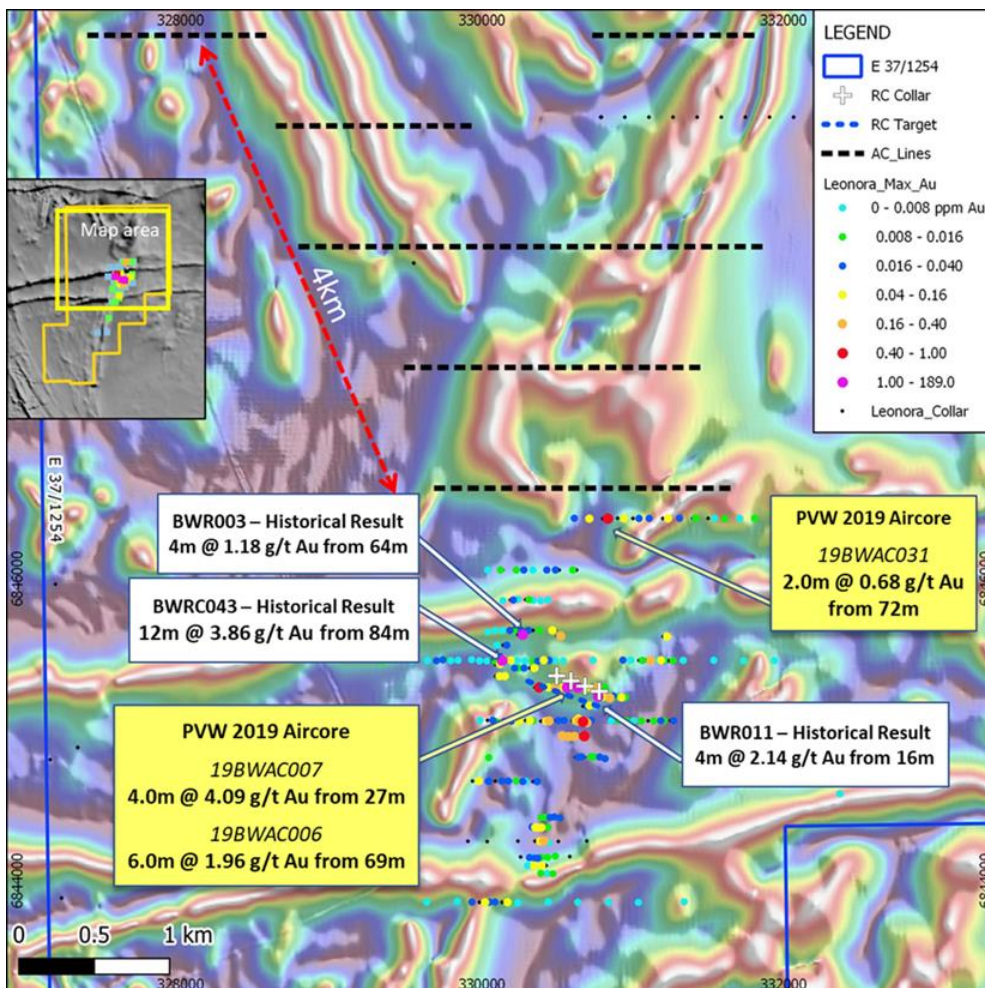 328000
330000
332000
LEGEND
E 37/1254
RC Collar
RC Target
AC_Lines
Leonora_Max_Au
0 - 0.008 ppm Au
0.008 - 0.016
0.016 - 0.040
0.04 - 0.16
0.16 - 0.40
0.40 - 1.00
1.00 - 189.0
Leonora_Collar
Map area
4km
E 37/1254
BWR003 – Historical Result
4m @ 1.18 g/t Au from 64m
PVW 2019 Aircore
19BWAC031
2.0m @ 0.68 g/t Au
from 72m
6846000
6846000
BWRC043 – Historical Result
12m @ 3.86 g/t Au from 84m
PVW 2019 Aircore
19BWAC007
4.0m @ 4.09 g/t Au from 27m
19BWAC006
6.0m @ 1.96 g/t Au from 69m
BWR011 – Historical Result
4m @ 2.14 g/t Au from 16m
6844000
6844000
0 0.5 1 km
328000
330000
332000